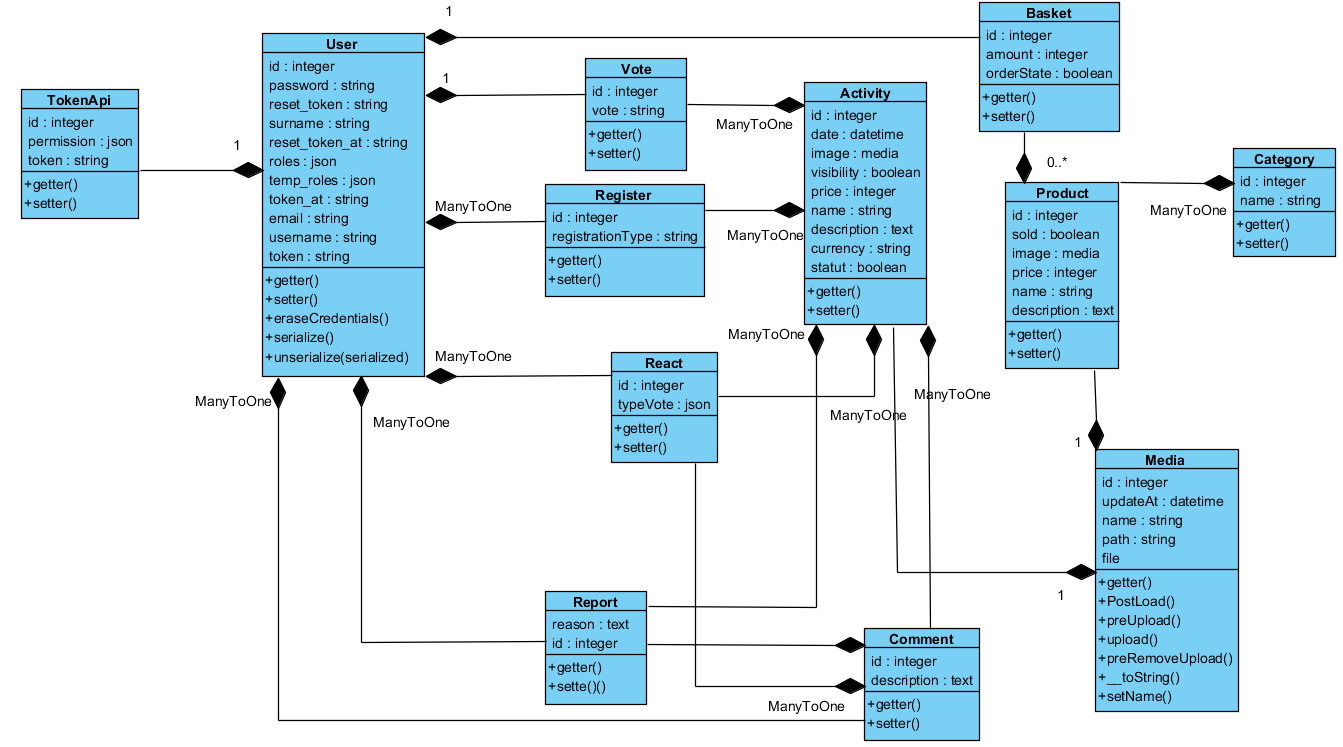 TokenApi
id : integer
permission : json
token : string
+getter()
+setter()
1
User
id : integer
password : string
reset_token : string
surname : string
reset_token_at : string
roles : json
temp_roles : json
token_at : string
email : string
username : string
token : string
+getter()
+setter()
+eraseCredentials()
+serialize()
+unserialize(serialized)
1
1
ManyToOne
ManyToOne
ManyToOne
ManyToOne
Vote
id : integer
vote : string
+getter()
+setter()
ManyToOne
Register
id : integer
registrationType : string
+getter()
+setter()
ManyToOne
React
id : integer
typeVote : json
+getter()
+setter()
Report
reason : text
id : integer
+getter()
+sette()()
Activity
id : integer
date : datetime
image : media
visibility : boolean
price : integer
name : string
description : text
currency : string
statut : boolean
+getter()
+setter()
ManyToOne
ManyToOne
ManyToOne
Comment
id : integer
description : text
+getter()
+setter()
ManyToOne
Basket
id : integer
amount : integer
orderState : boolean
+getter()
+setter()
0..*
Product
id : integer
sold : boolean
image : media
price : integer
name : string
description : text
+getter()
+setter()
ManyToOne
Category
id : integer
name : string
+getter()
+setter()
1
Media
id : integer
updateAt : datetime
name : string
path : string
file
+getter()
+PostLoad()
+preUpload()
+upload()
+preRemoveUpload()
+__toString()
+setName()
1